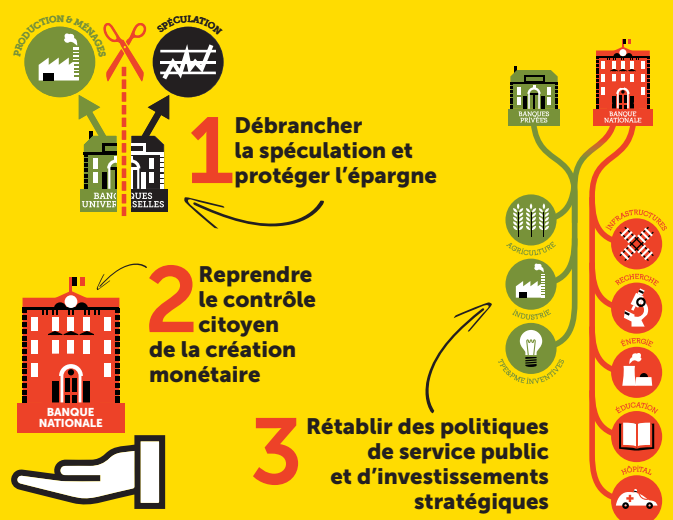 PRODUCTION & MÉNAGES
SPÉCULATION
BANQUES
UNIVERSELLES
1
Débrancher
la spéculation et
protéger l’épargne
2
Reprendre
le contrôle
citoyen
de la création
monétaire
BANQUE
NATIONALE
3
Rétablir des politiques
de service public
et d’investissements
stratégiques
BANQUES
PRIVÉES
BANQUE
NATIONALE
AGRICULTURE
INDUSTRIE
TPE&PME INVENTIVES
INFRASTRUCTURES
RECHERCHE
ÉNERGIE
ÉDUCATION
HÔPITAL